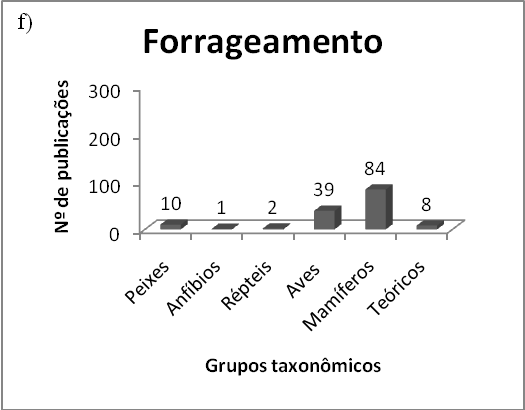 f)
Forrageamento
Nº de publicações
300
200
100
0
10
1
2
39
84
8
Peixes
Anfíbios
Répteis
Aves
Mamíferos
Teóricos
Grupos taxonômicos